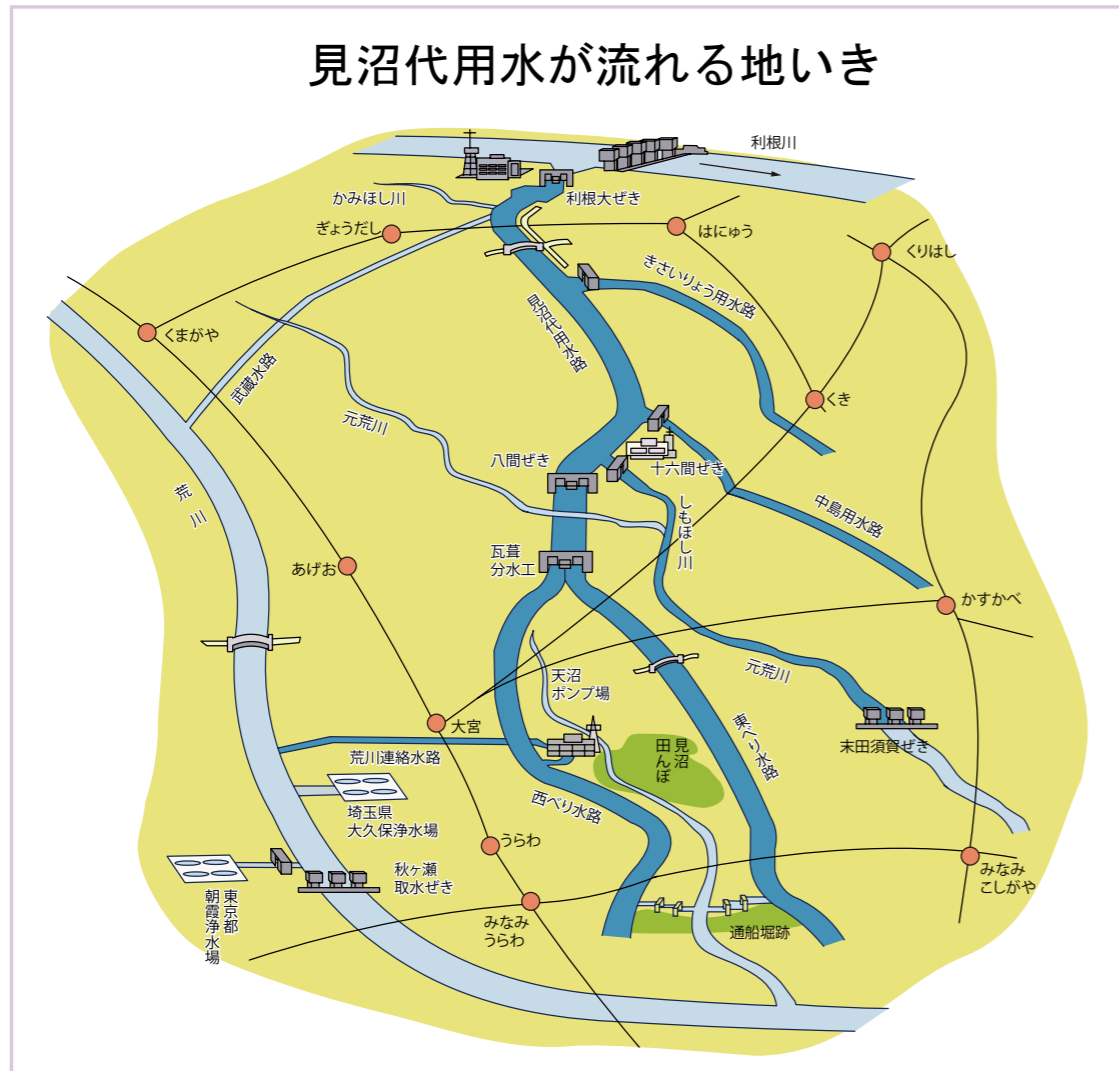 見沼代用水が流れる地いき
利根川
かみほし川
利根大ぜき
ぎょうだし
はにゅう
くりはし
きさいりょう用水路
見沼代用水路
くまがや
武蔵水路
元荒川
くき
八間ぜき
十六間ぜき
荒川
しもほし川
中島用水路
瓦葺
分水工
あげお
かすかべ
天沼
ポンプ場
元荒川
大宮
東べり水路
末田須賀ぜき
見沼
田んぼ
荒川連絡水路
西べり水路
埼玉県
大久保浄水場
うらわ
秋ヶ瀬
取水ぜき
みなみ
こしがや
東京都
朝霞浄水場
みなみ
うらわ
通船堀跡